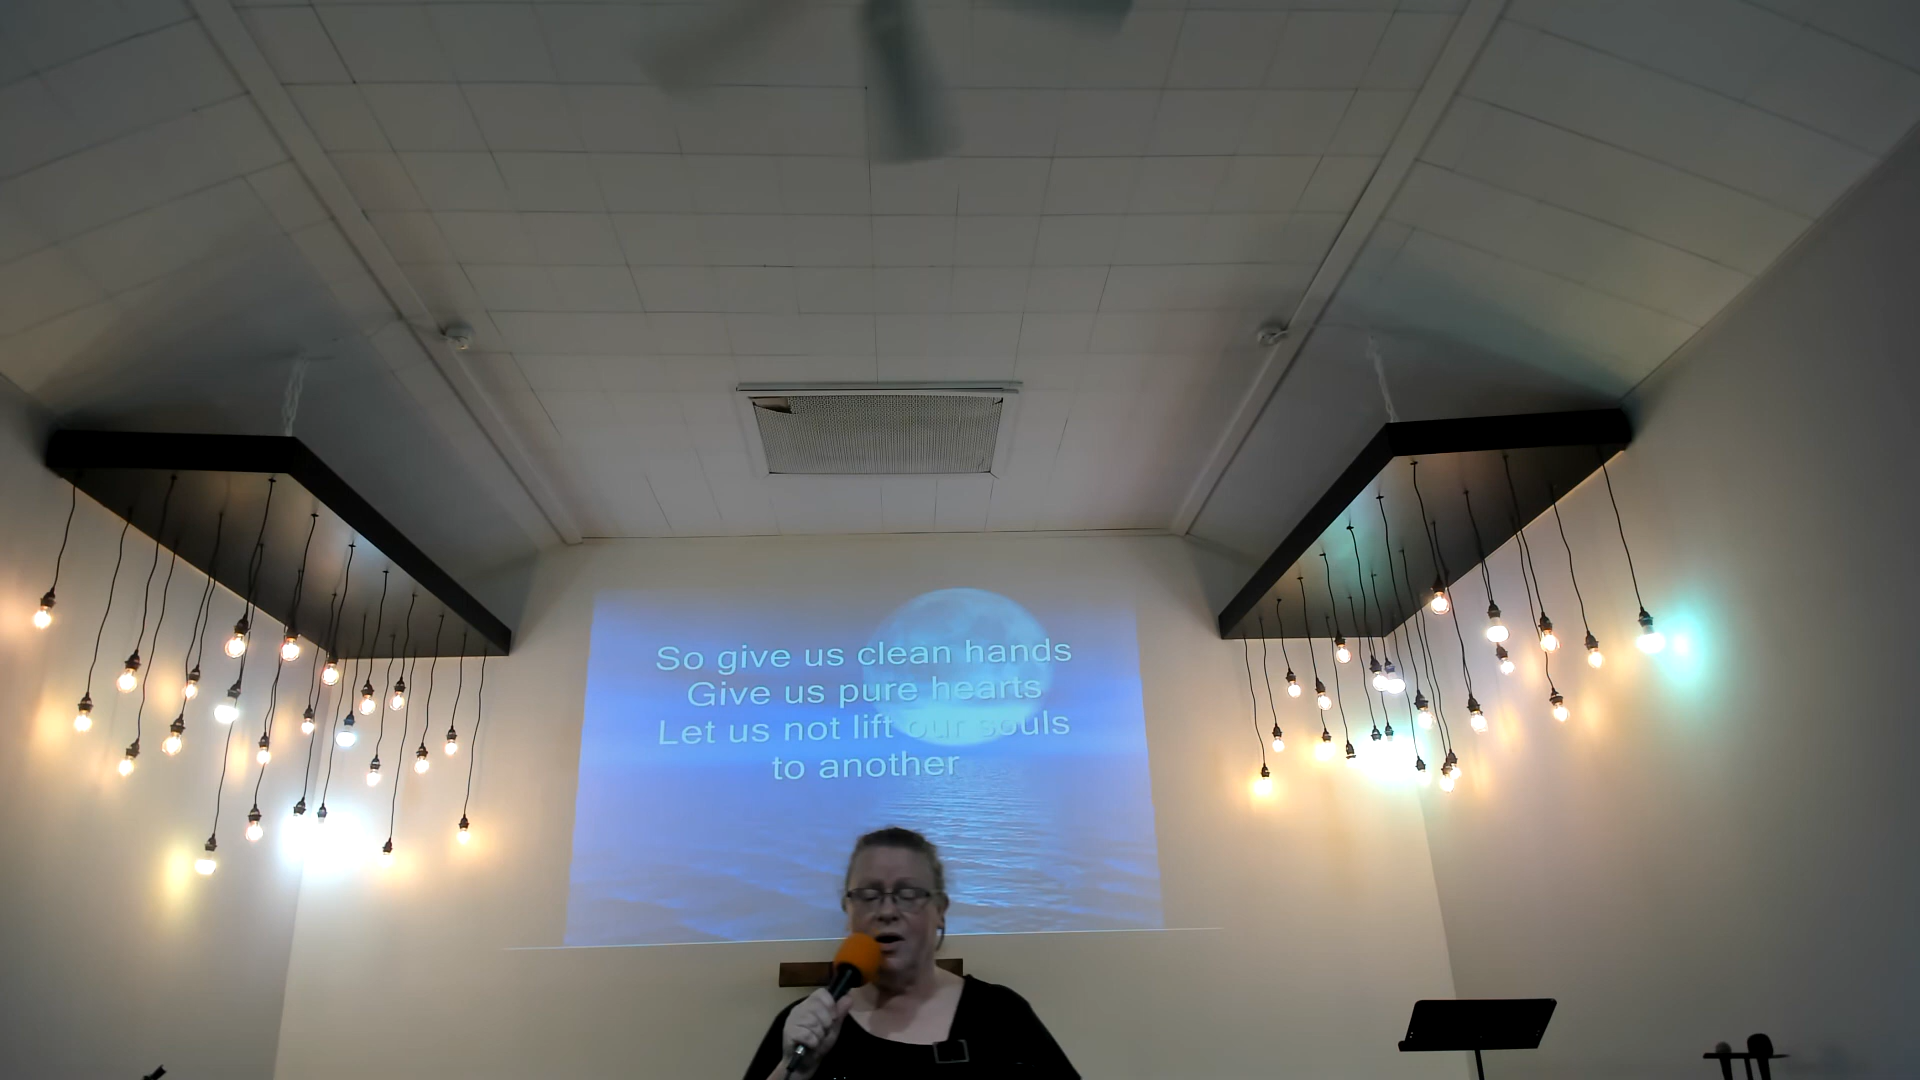 So give us clean hands
Give us pure hearts
Let us not lift our souls
to another